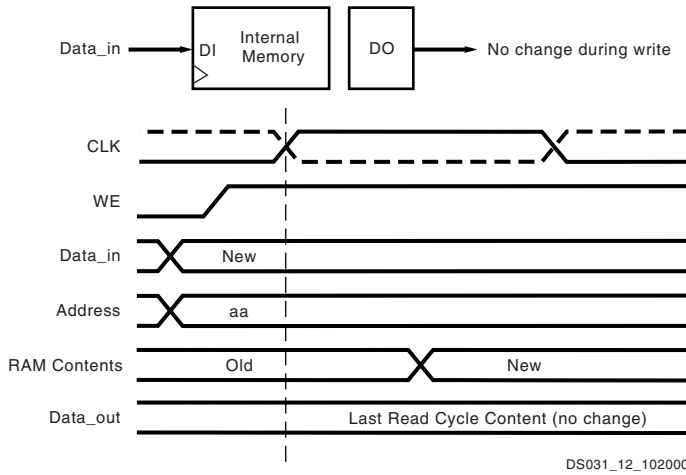 Data_in
DI
Internal
Memory
DO
No change during write
CLK
WE
Data_in
New
Address
aa
RAM Contents
Old
New
Data_out
Last Read Cycle Content (no change)
DS031_12_102000